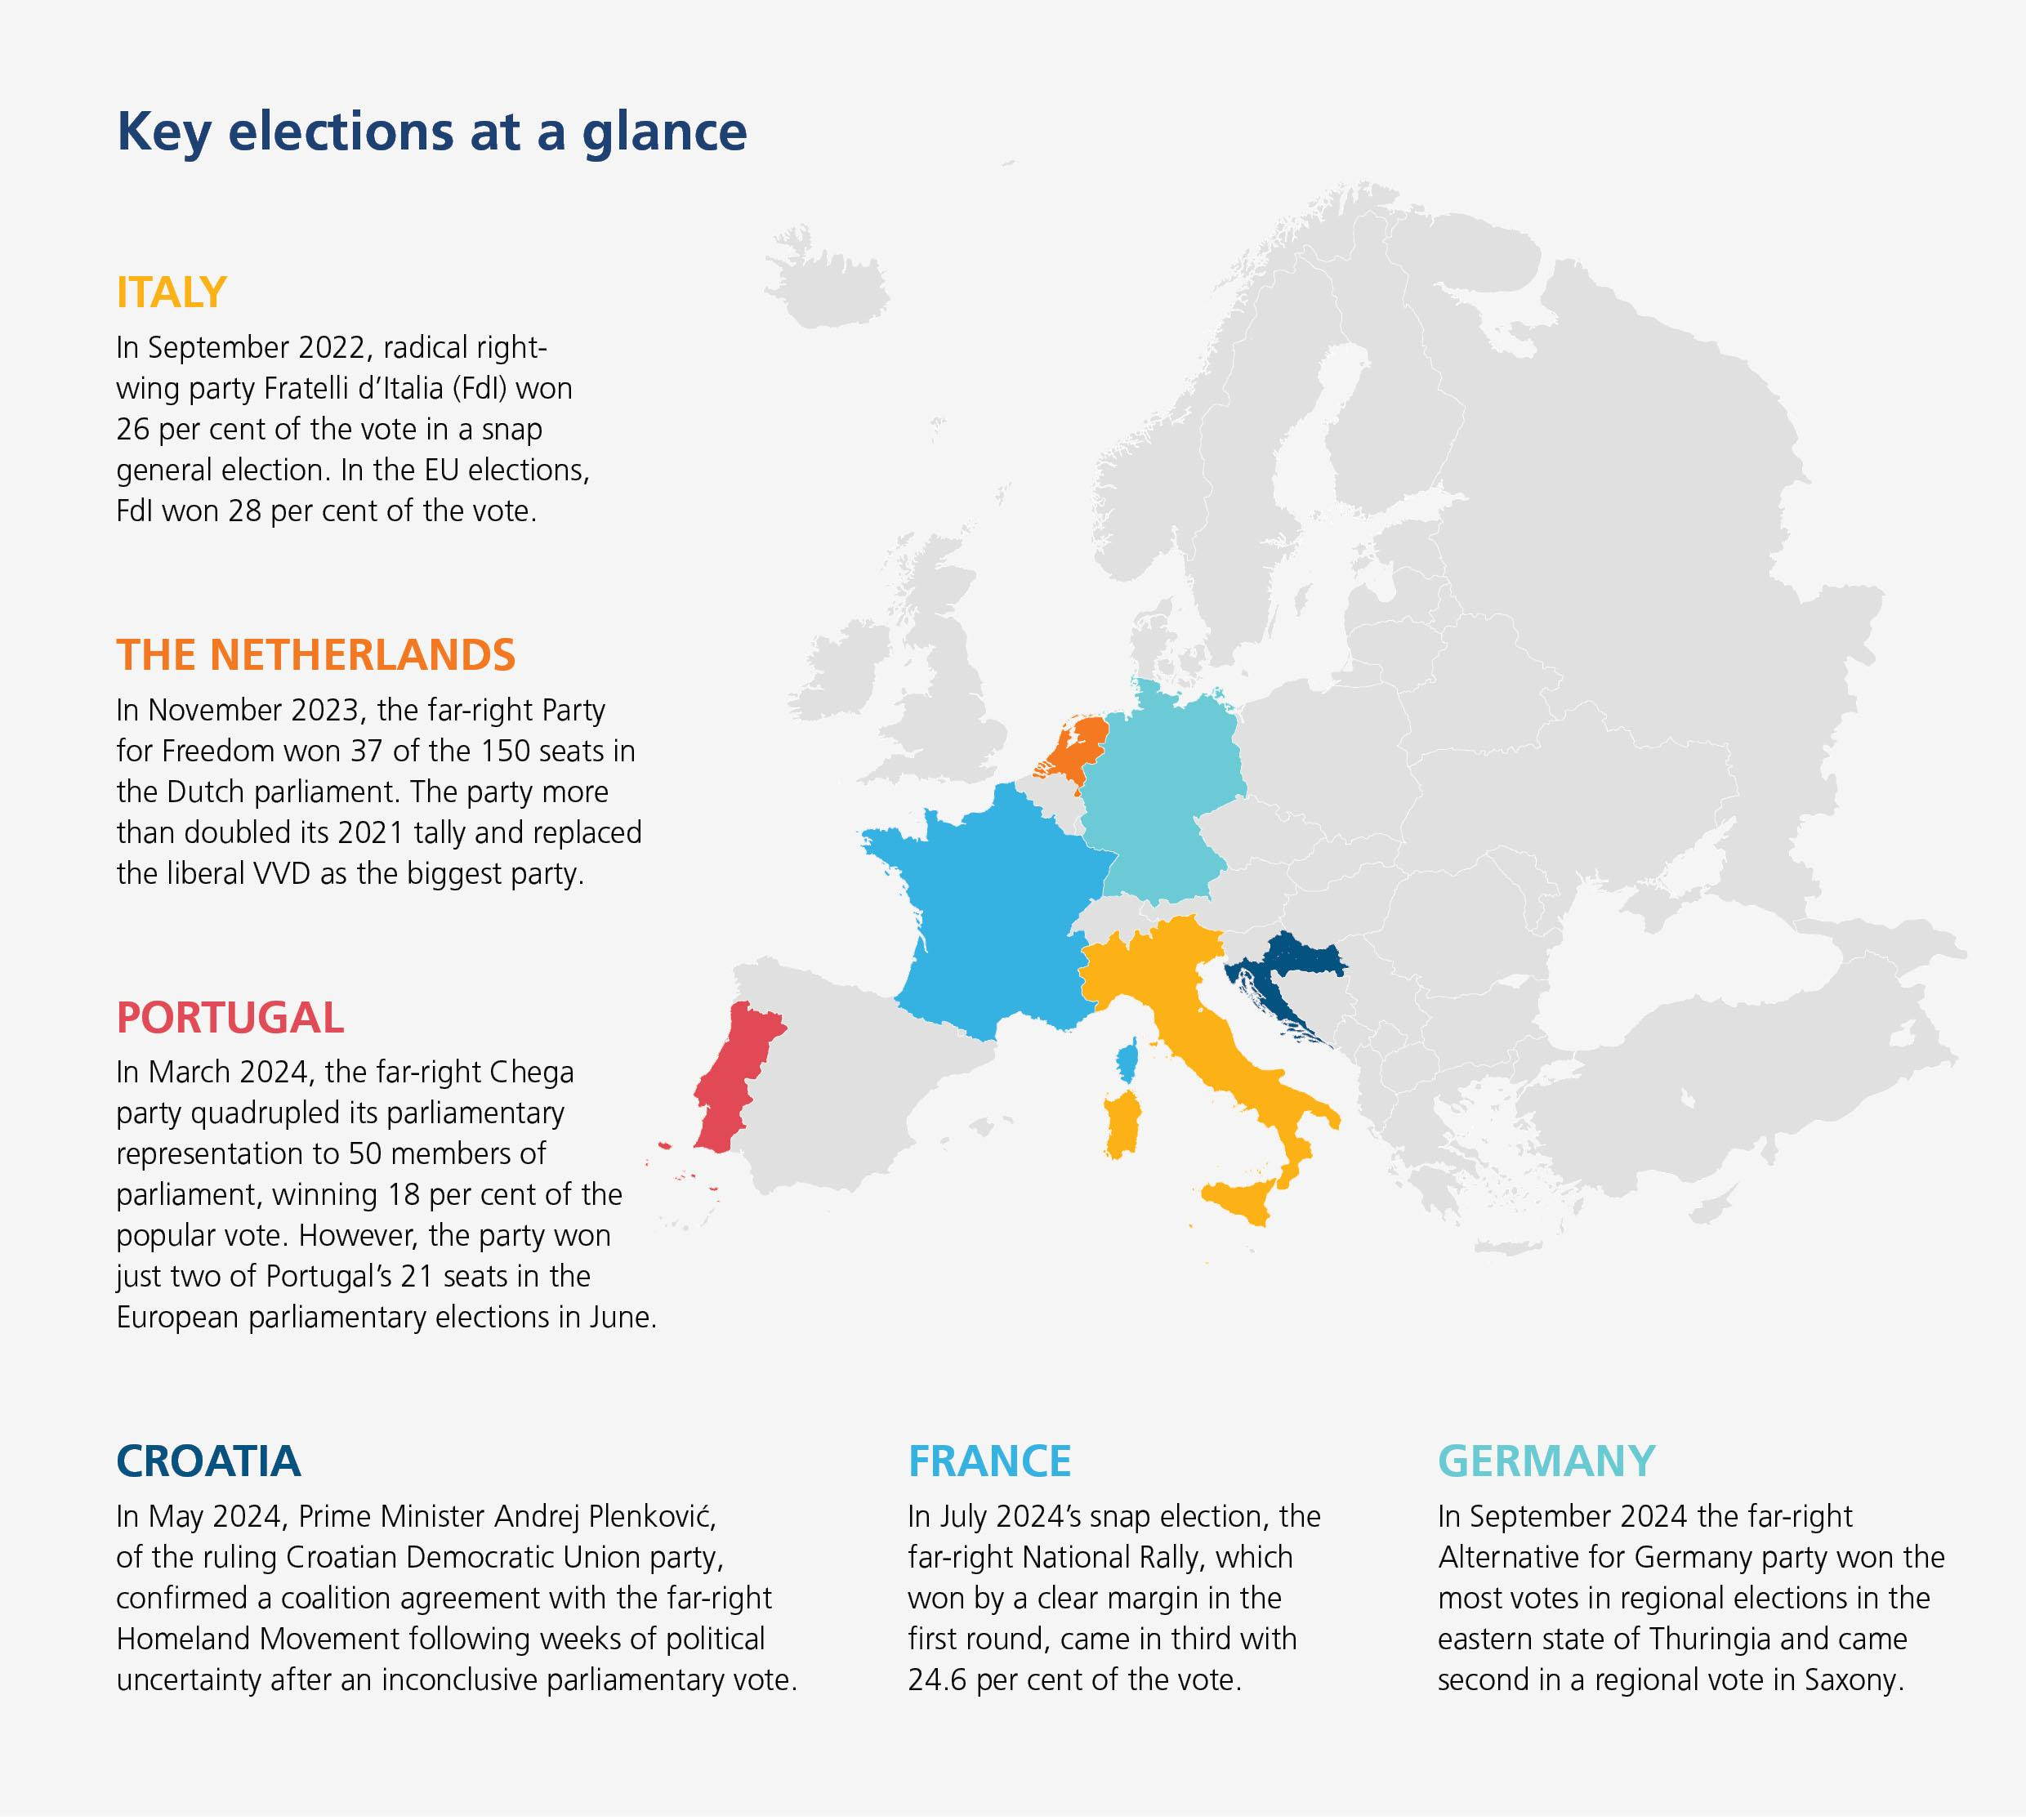 Key elections at a glance
ITALY
In September 2022, radical right-
wing party Fratelli d’Italia (FdI) won
26 per cent of the vote in a snap
general election. In the EU elections,
FdI won 28 per cent of the vote.
THE NETHERLANDS
In November 2023, the far-right Party
for Freedom won 37 of the 150 seats in
the Dutch parliament. The party more
than doubled its 2021 tally and replaced
the liberal VVD as the biggest party.
PORTUGAL
In March 2024, the far-right Chega
party quadrupled its parliamentary
representation to 50 members of
parliament, winning 18 per cent of the
popular vote. However, the party won
just two of Portugal’s 21 seats in the
European parliamentary elections in June.
CROATIA
In May 2024, Prime Minister Andrej Plenković,
of the ruling Croatian Democratic Union party,
confirmed a coalition agreement with the far-right
Homeland Movement following weeks of political
uncertainty after an inconclusive parliamentary vote.
FRANCE
In July 2024’s snap election, the
far-right National Rally, which
won by a clear margin in the
first round, came in third with
24.6 per cent of the vote.
GERMANY
In September 2024 the far-right
Alternative for Germany party won the
most votes in regional elections in the
eastern state of Thuringia and came
second in a regional vote in Saxony.